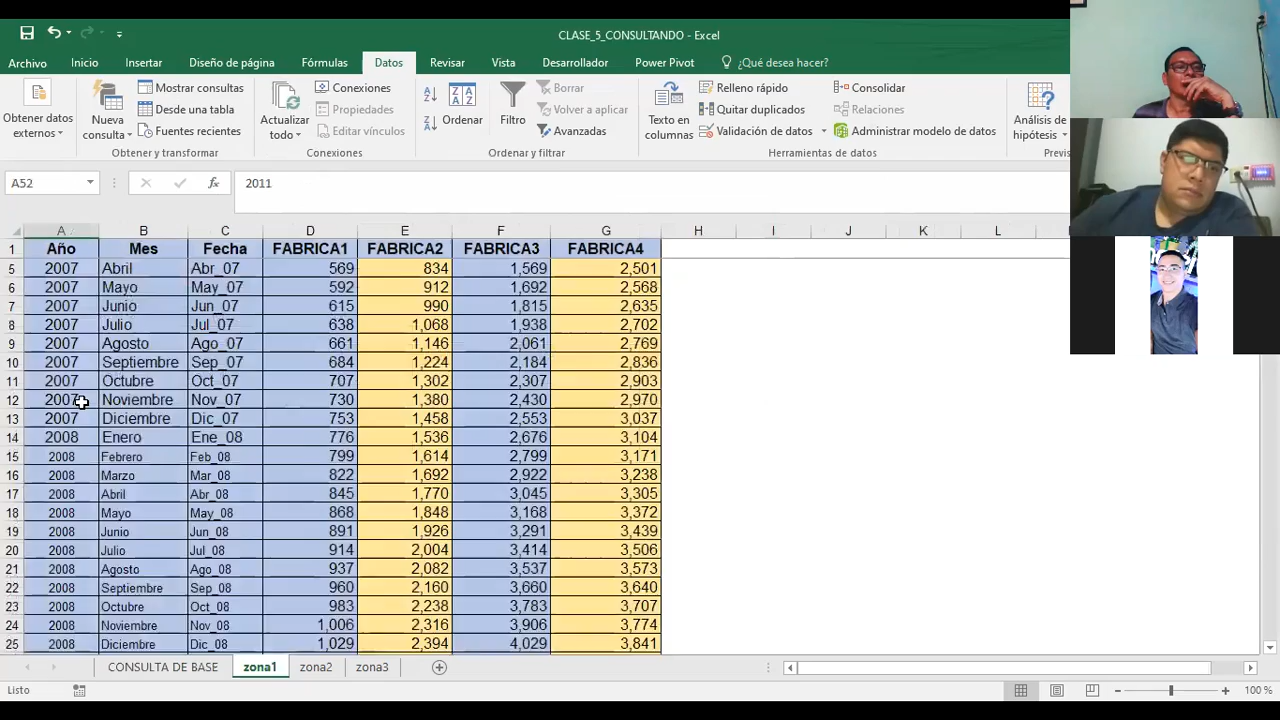 CLASE_5_CONSULTANDO - Excel
Archivo Inicio Insertar Diseño de página Fórmulas Datos Revisar Vista Desarrollador Power Pivot ¿Qué desea hacer?
Obtener datos externos
Nueva consulta
Mostrar consultas
Desde una tabla
Fuentes recientes
Obtener y transformar
Actualizar todo
Conexiones
Propiedades
Editar vínculos
Conexiones
Ordenar
Filtro
Borrar
Volver a aplicar
Avanzadas
Ordenar y filtrar
Texto en columnas
Relleno rápido
Quitar duplicados
Validación de datos
Consolidar
Relaciones
Administrar modelo de datos
Herramientas de datos
Análisis de hipótesis
Previs
A52 fx 2011
A B C D E F G H I J K L
1 Año Mes Fecha FABRICA1 FABRICA2 FABRICA3 FABRICA4
5 2007 Abril Abr_07 569 834 1,569 2,501
6 2007 Mayo May_07 592 912 1,692 2,568
7 2007 Junio Jun_07 615 990 1,815 2,635
8 2007 Julio Jul_07 638 1,068 1,938 2,702
9 2007 Agosto Ago_07 661 1,146 2,061 2,769
10 2007 Septiembre Sep_07 684 1,224 2,184 2,836
11 2007 Octubre Oct_07 707 1,302 2,307 2,903
12 2007 Noviembre Nov_07 730 1,380 2,430 2,970
13 2007 Diciembre Dic_07 753 1,458 2,553 3,037
14 2008 Enero Ene_08 776 1,536 2,676 3,104
15 2008 Febrero Feb_08 799 1,614 2,799 3,171
16 2008 Marzo Mar_08 822 1,692 2,922 3,238
17 2008 Abril Abr_08 845 1,770 3,045 3,305
18 2008 Mayo May_08 868 1,848 3,168 3,372
19 2008 Junio Jun_08 891 1,926 3,291 3,439
20 2008 Julio Jul_08 914 2,004 3,414 3,506
21 2008 Agosto Ago_08 937 2,082 3,537 3,573
22 2008 Septiembre Sep_08 960 2,160 3,660 3,640
23 2008 Octubre Oct_08 983 2,238 3,783 3,707
24 2008 Noviembre Nov_08 1,006 2,316 3,906 3,774
25 2008 Diciembre Dic_08 1,029 2,394 4,029 3,841
CONSULTA DE BASE zona1 zona2 zona3
Listo 100 %